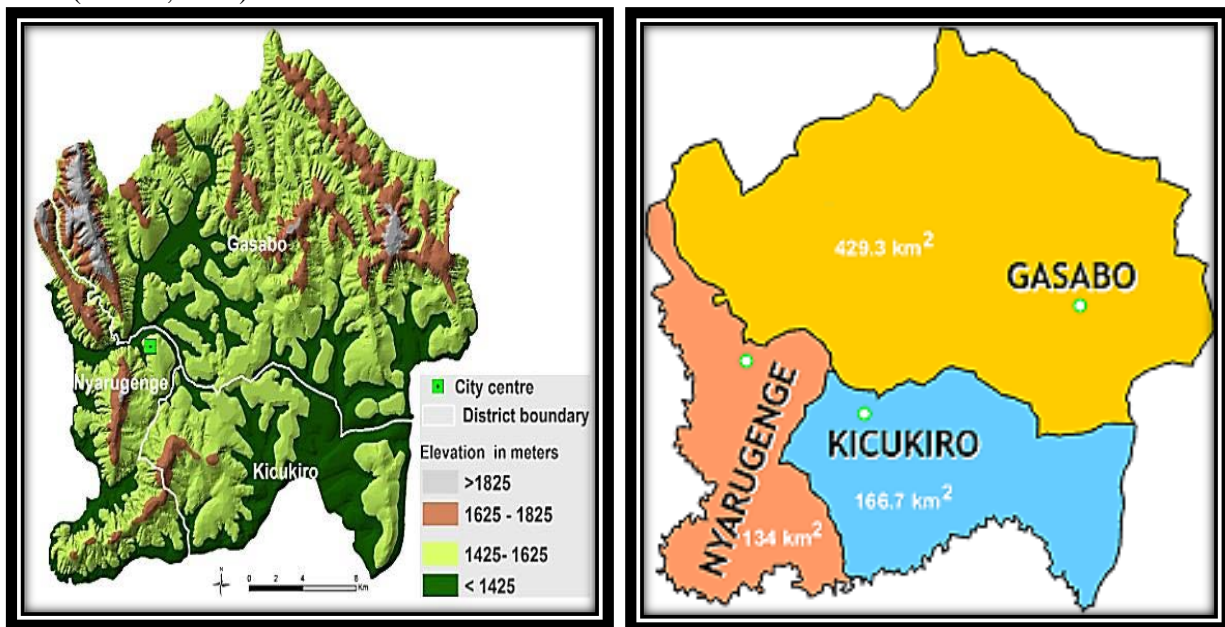 Gasabo
Nyarugenge
Kicukiro
City centre
District boundary
Elevation in meters
>1825
1625 - 1825
1425- 1625
< 1425
0 2 4 8
Km
429.3 km²
GASABO
NYARUGENGE
KICUKIRO
166.7 km²
134 km²